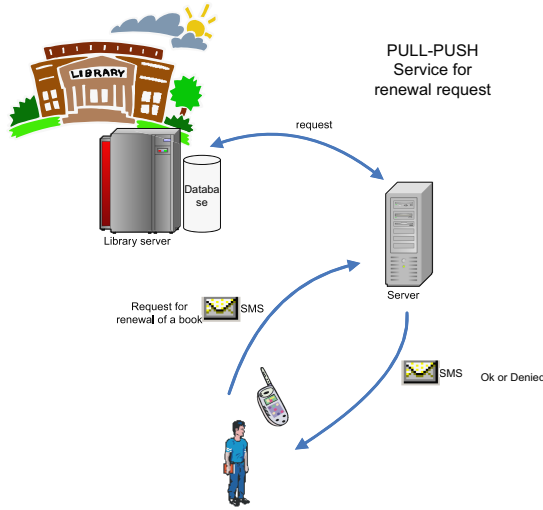 LIBRARY
PULL-PUSH
Service for
renewal request
request
Databa
se
Library server
Server
Request for
renewal of a book
SMS
SMS
Ok or Denied